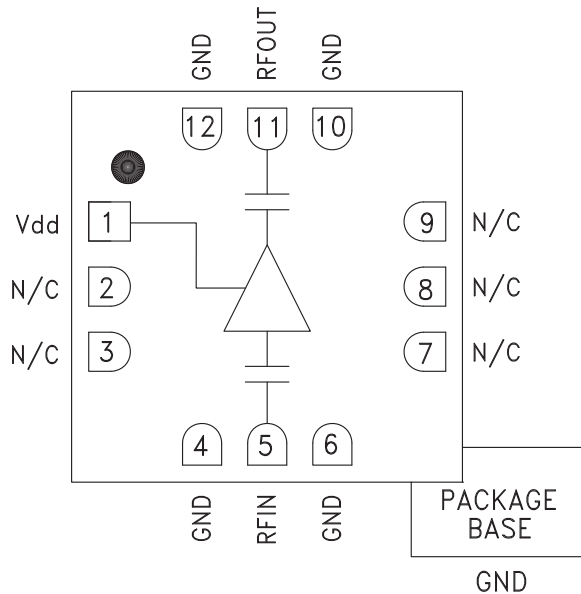 GND
RFOUT
GND
12
11
10
Vdd
1
9
N/C
N/C
2
8
N/C
N/C
3
7
N/C
4
5
6
GND
RFIN
GND
PACKAGE
BASE
GND